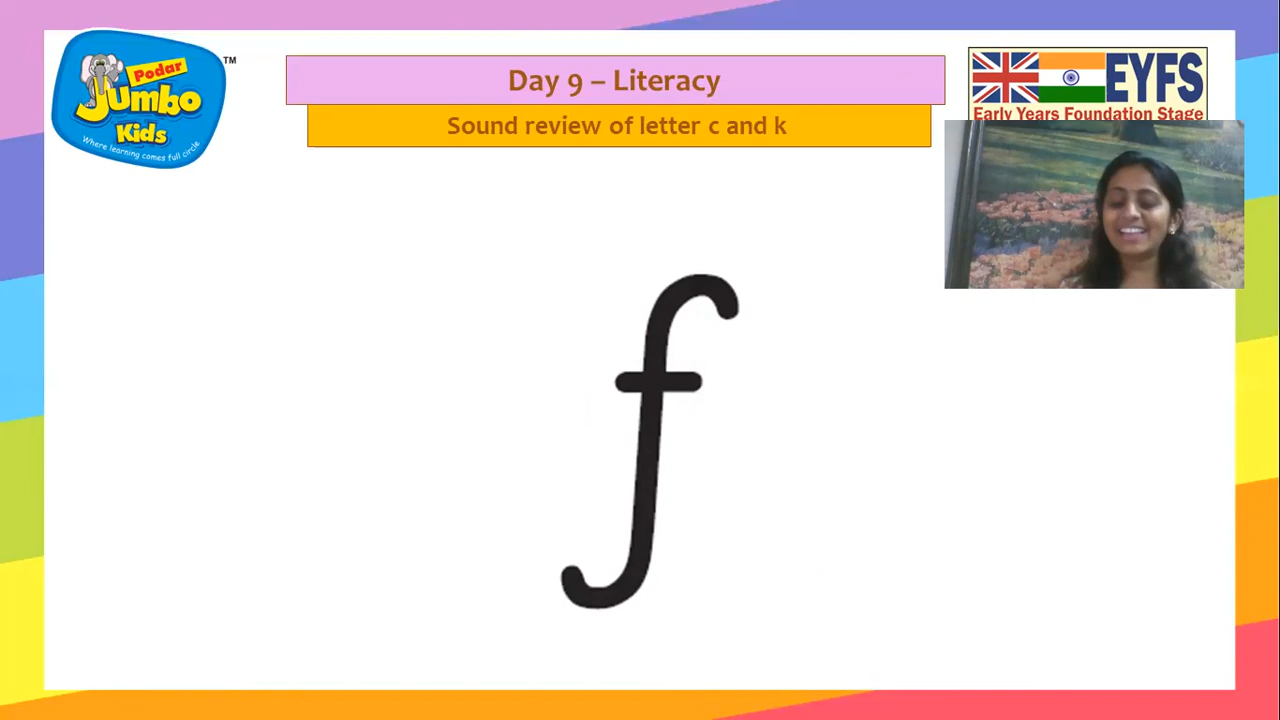 Podar
Jumbo
Kids
Where learning comes full circle
TM
Day 9 – Literacy
Sound review of letter c and k
EYFS
Early Years Foundation Stage
f